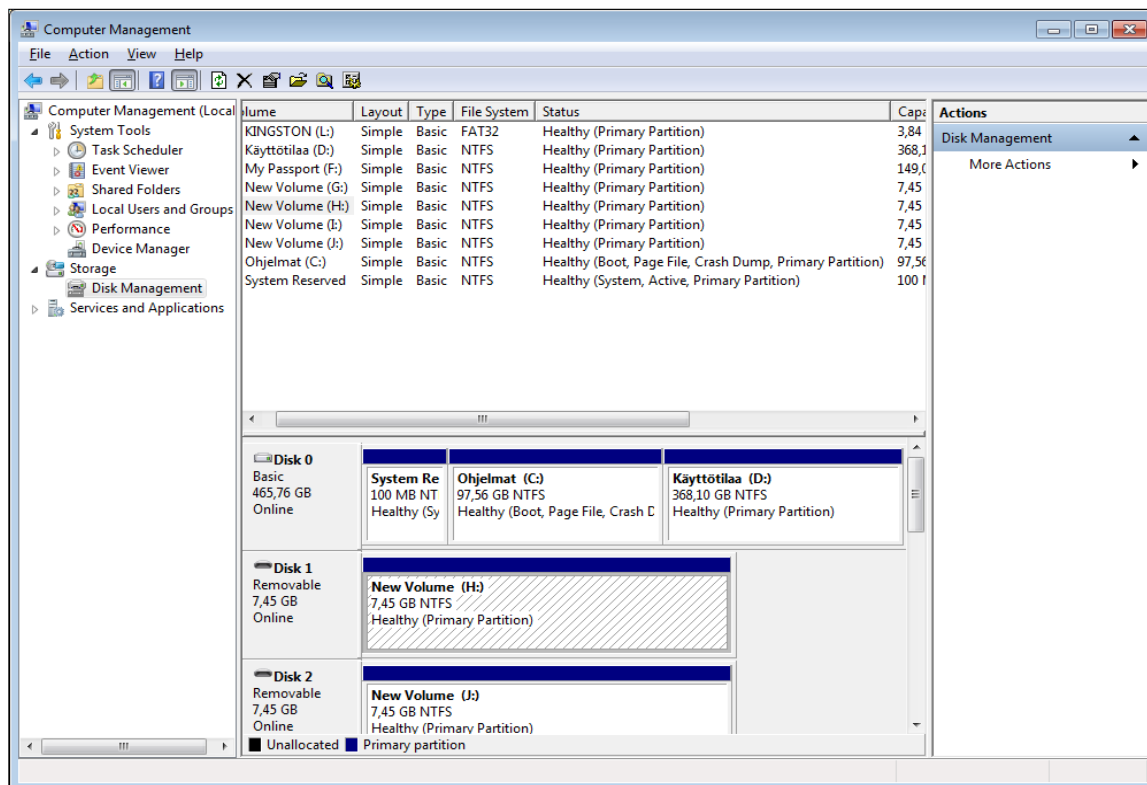 Computer Management
File Action View Help
Computer Management (Local
System Tools
Task Scheduler
Event Viewer
Shared Folders
Local Users and Groups
Performance
Device Manager
Storage
Disk Management
Services and Applications
lume Layout Type File System Status Capa
KINGSTON (L:) Simple Basic FAT32 Healthy (Primary Partition) 3,84
Käyttötilaa (D:) Simple Basic NTFS Healthy (Primary Partition) 368,1
My Passport (F:) Simple Basic NTFS Healthy (Primary Partition) 149,0
New Volume (G:) Simple Basic NTFS Healthy (Primary Partition) 7,45
New Volume (H:) Simple Basic NTFS Healthy (Primary Partition) 7,45
New Volume (I:) Simple Basic NTFS Healthy (Primary Partition) 7,45
New Volume (J:) Simple Basic NTFS Healthy (Primary Partition) 7,45
Ohjelmat (C:) Simple Basic NTFS Healthy (Boot, Page File, Crash Dump, Primary Partition) 97,56
System Reserved Simple Basic NTFS Healthy (System, Active, Primary Partition) 100 M
Disk 0
Basic
465,76 GB
Online
System Re
100 MB NT
Healthy (Sy
Ohjelmat (C:)
97,56 GB NTFS
Healthy (Boot, Page File, Crash D
Käyttötilaa (D:)
368,10 GB NTFS
Healthy (Primary Partition)
Disk 1
Removable
7,45 GB
Online
New Volume (H:)
7,45 GB NTFS
Healthy (Primary Partition)
Disk 2
Removable
7,45 GB
Online
New Volume (J:)
7,45 GB NTFS
Healthy (Primary Partition)
Unallocated Primary partition
Actions
Disk Management
More Actions